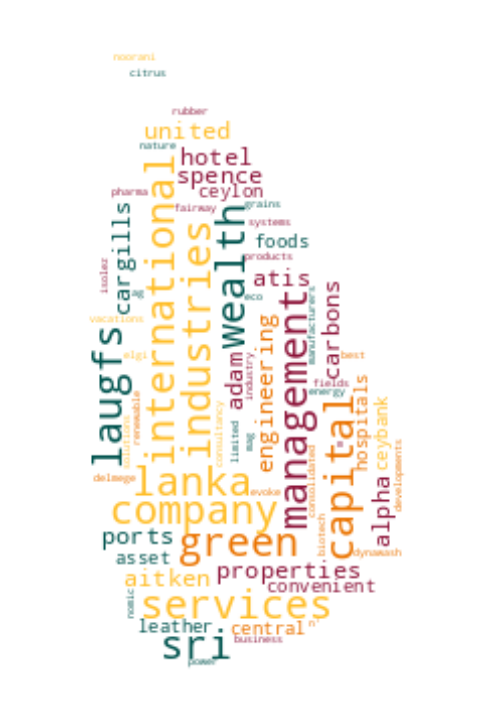 noorani
citrus
rubber
united
nature
hotel
spence
pharma
ceylon
international
cargills
fairway
grains
wealth
systems
industries
foods
products
isolez
atis
ag
eco
carbons
manufacturers
management
vacations
laugfs
engineering
elgi
adam
industry
best
fields
energy
hospitals
capital
ceybank
renewable
solutions
consultancy
limited
mag
developments
consolidated
alpha
delmege
lanka
evoke
company
biotech
ports
green
dynawash
asset
aitken
properties
convenient
nomic
services
leather
central
n
sri
business
power